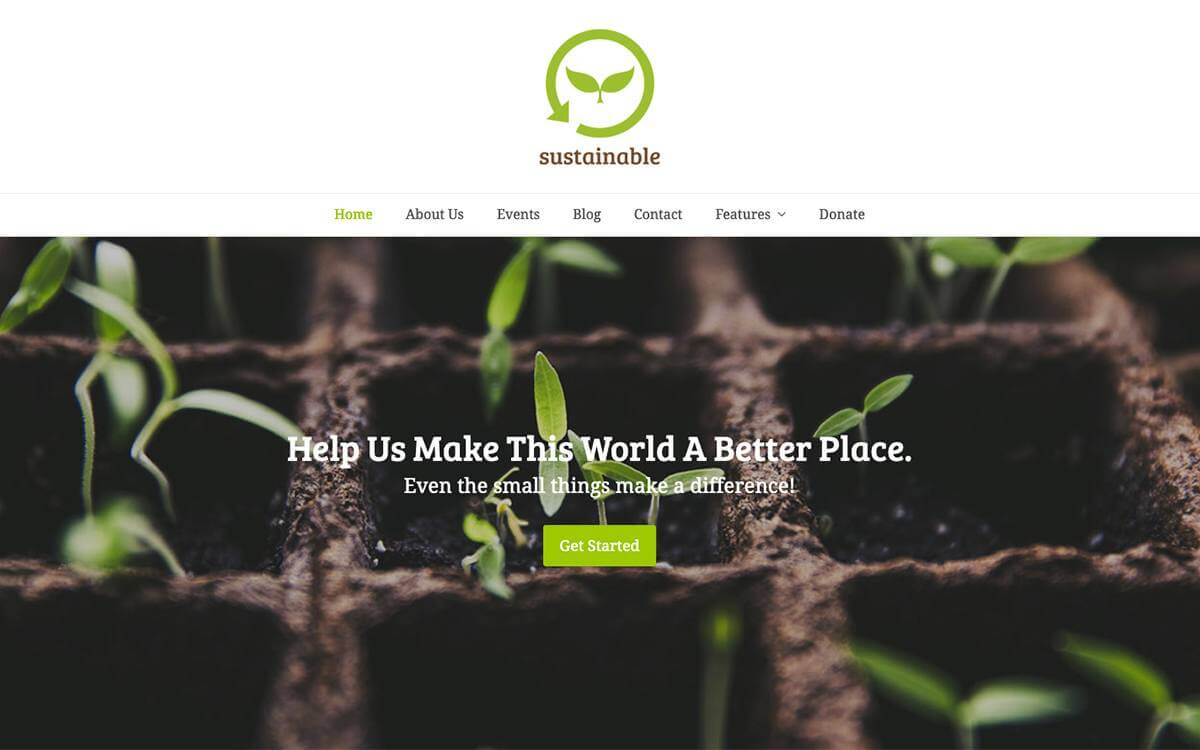 sustainable
Home About Us Events Blog Contact Features Donate
Help Us Make This World A Better Place.
Even the small things make a difference!
Get Started